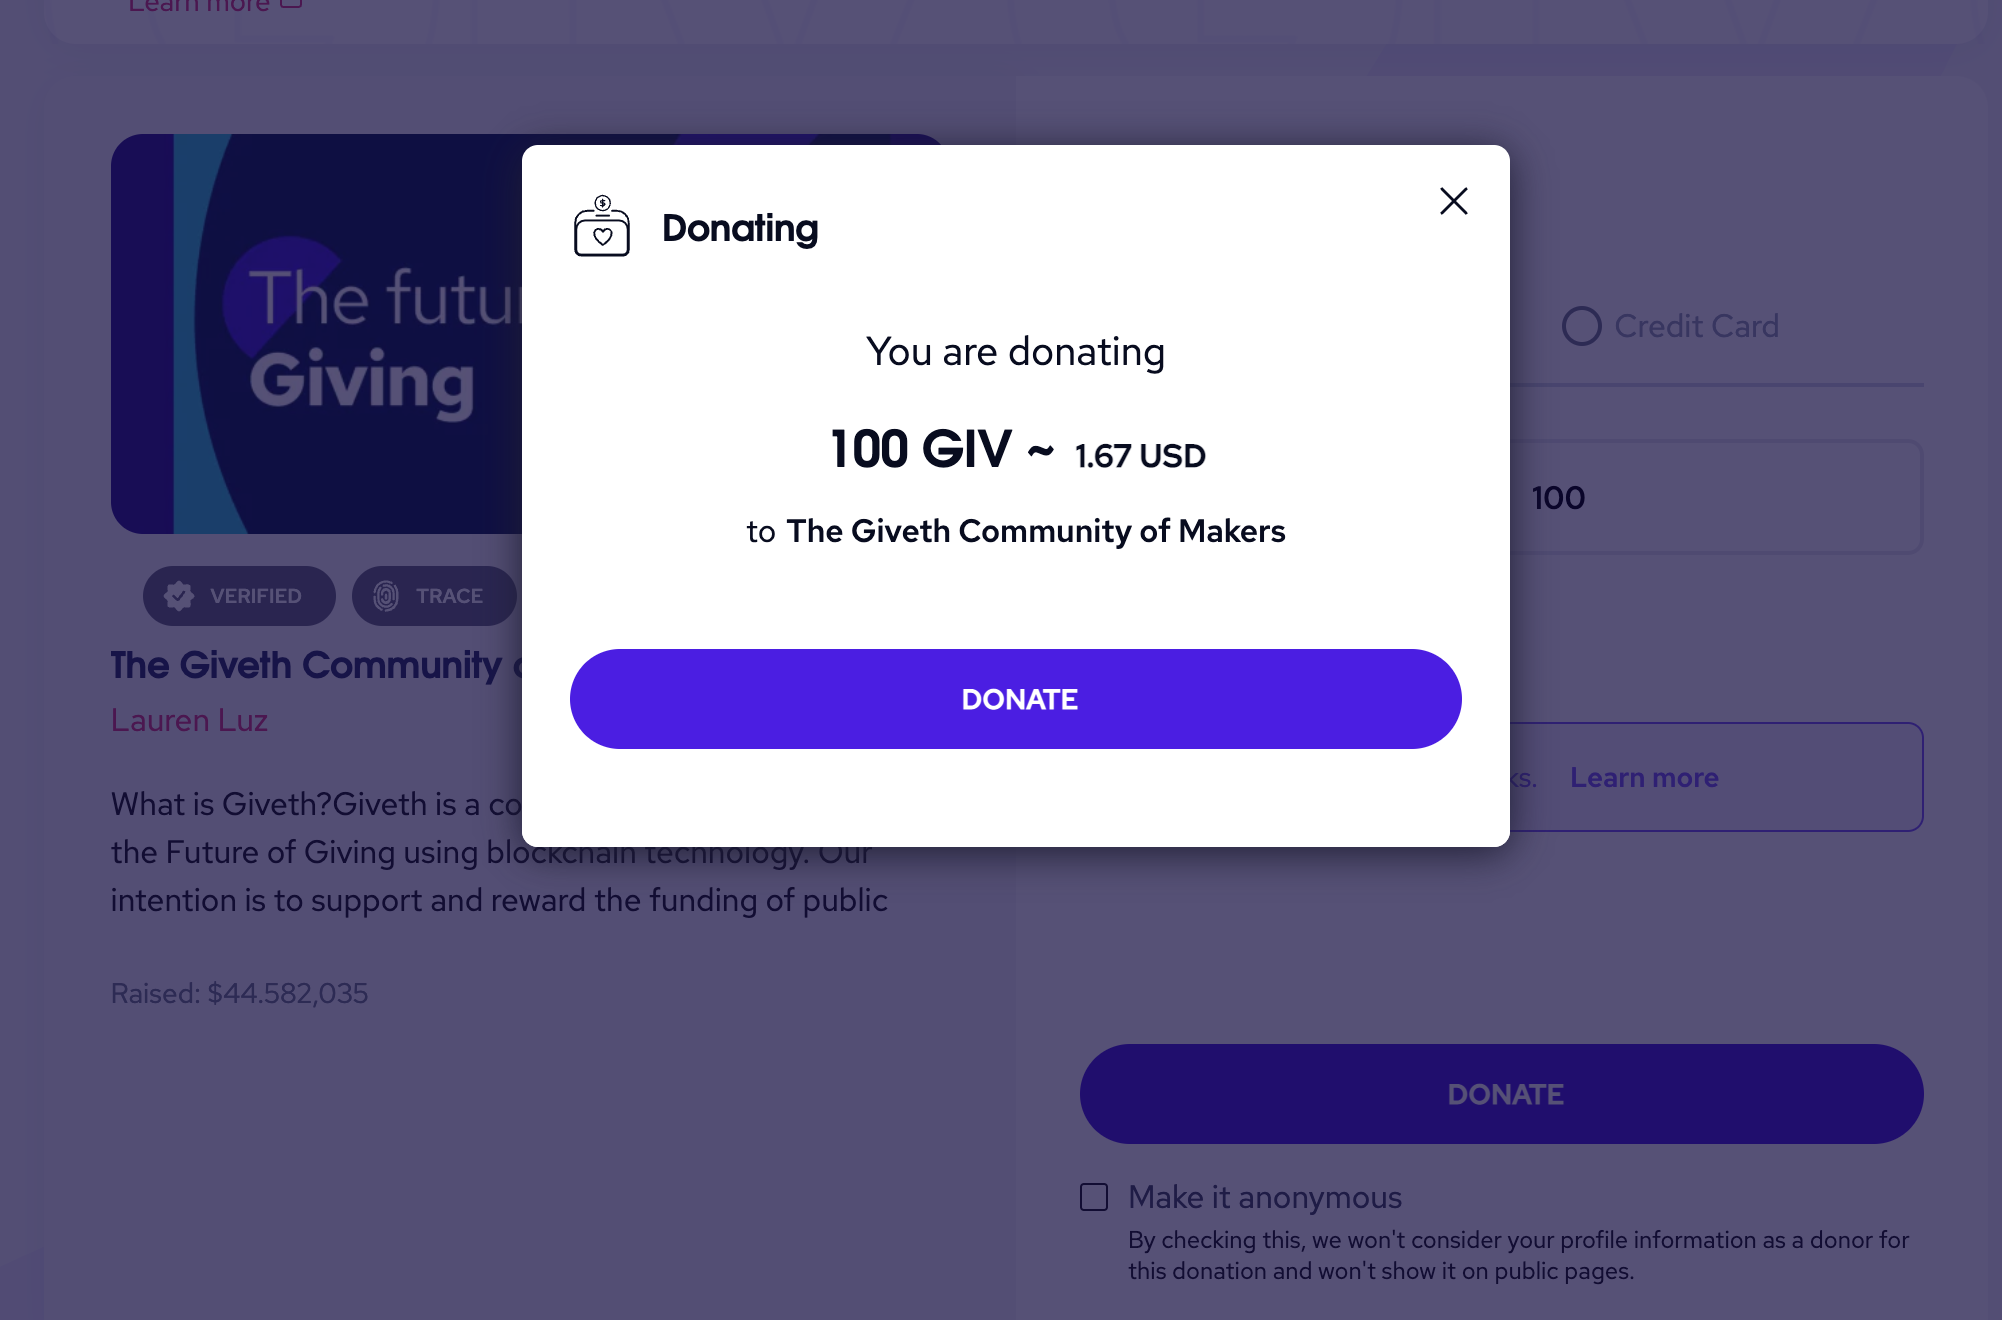 Learn more
The futur
Giving
VERIFIED
TRACE
The Giveth Community
Lauren Luz
What is Giveth?Giveth is a co
the Future of Giving using blockchain technology. Our
intention is to support and reward the funding of public
Raised: $44.582,035
Donating
You are donating
100 GIV ~ 1.67 USD
to The Giveth Community of Makers
DONATE
Credit Card
100
ks. Learn more
DONATE
Make it anonymous
By checking this, we won't consider your profile information as a donor for
this donation and won't show it on public pages.